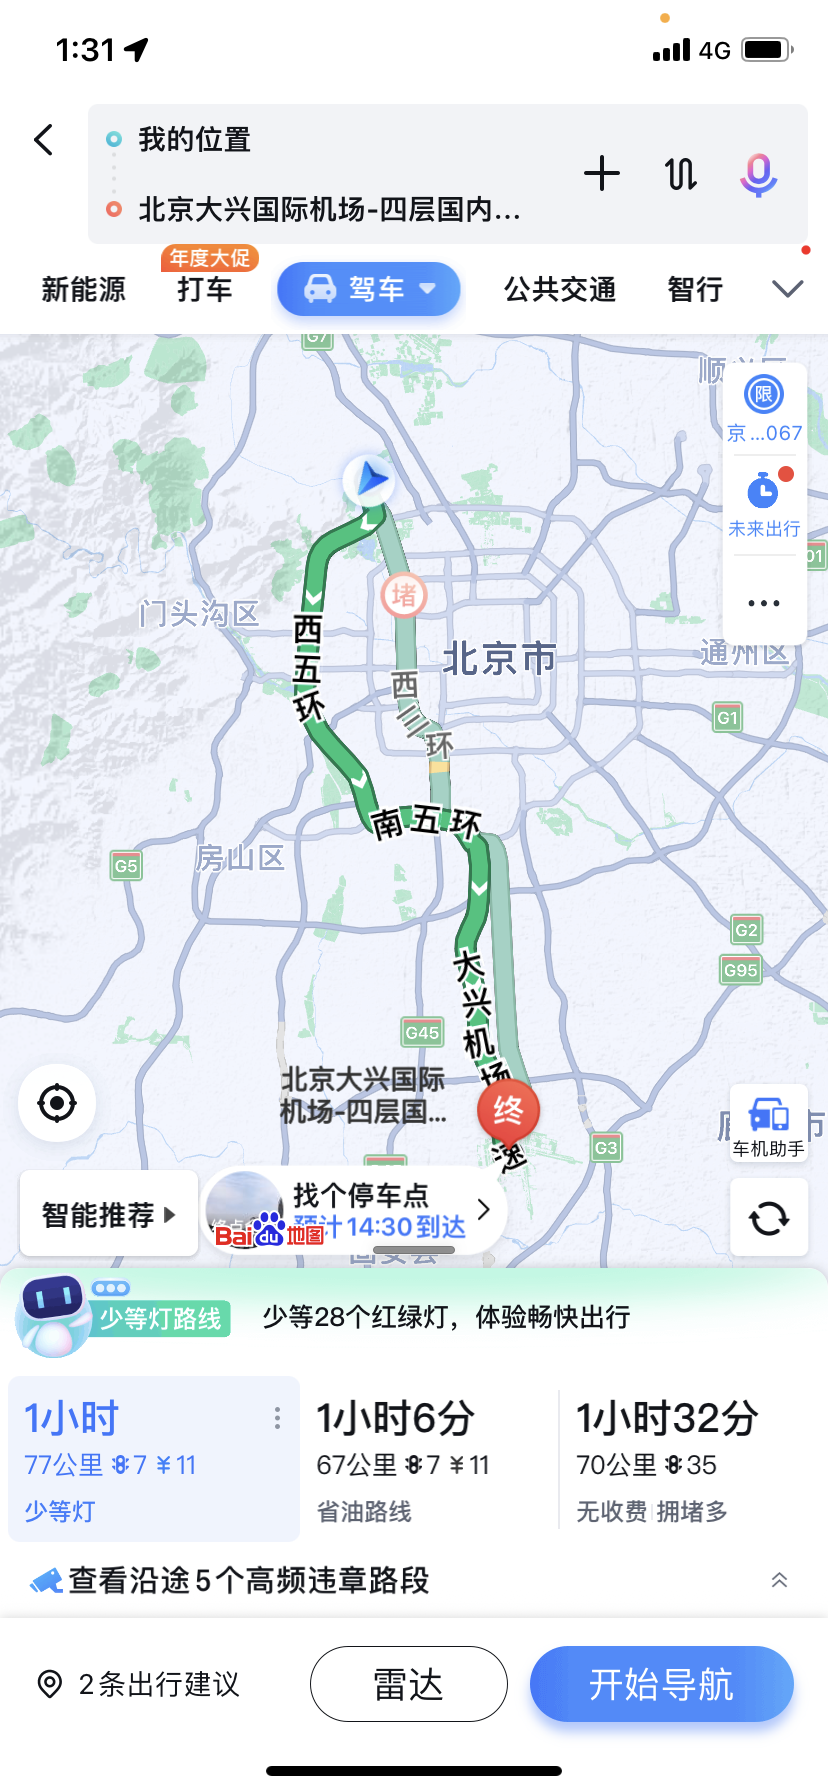 1:31
4G
我的位置
北京大兴国际机场-四层国内...
年度大促
新能源
打车
驾车
公共交通
智行
G7
限
京...067
未来出行
门头沟区
堵
北京市
通州区
西五环
西三环
G1
南五环
房山区
G5
G2
G95
大兴机场
G45
北京大兴国际
机场-四层国...
终
G3
车机助手
智能推荐
找个停车点
预计14:30到达
Bai du 地图
少等灯路线
少等28个红绿灯，体验畅快出行
1小时
77公里 7 ¥11
少等灯
1小时6分
67公里 7 ¥11
省油路线
1小时32分
70公里 35
无收费 拥堵多
查看沿途5个高频违章路段
2条出行建议
雷达
开始导航